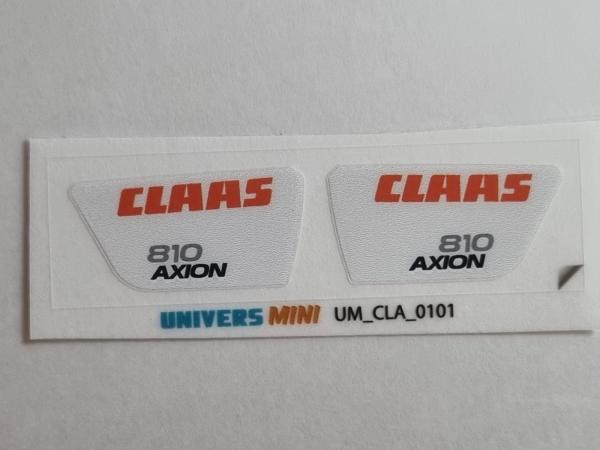 CLAAS
810
AXION
CLAAS
810
AXION
UNIVERS MINI UM_CLA_0101